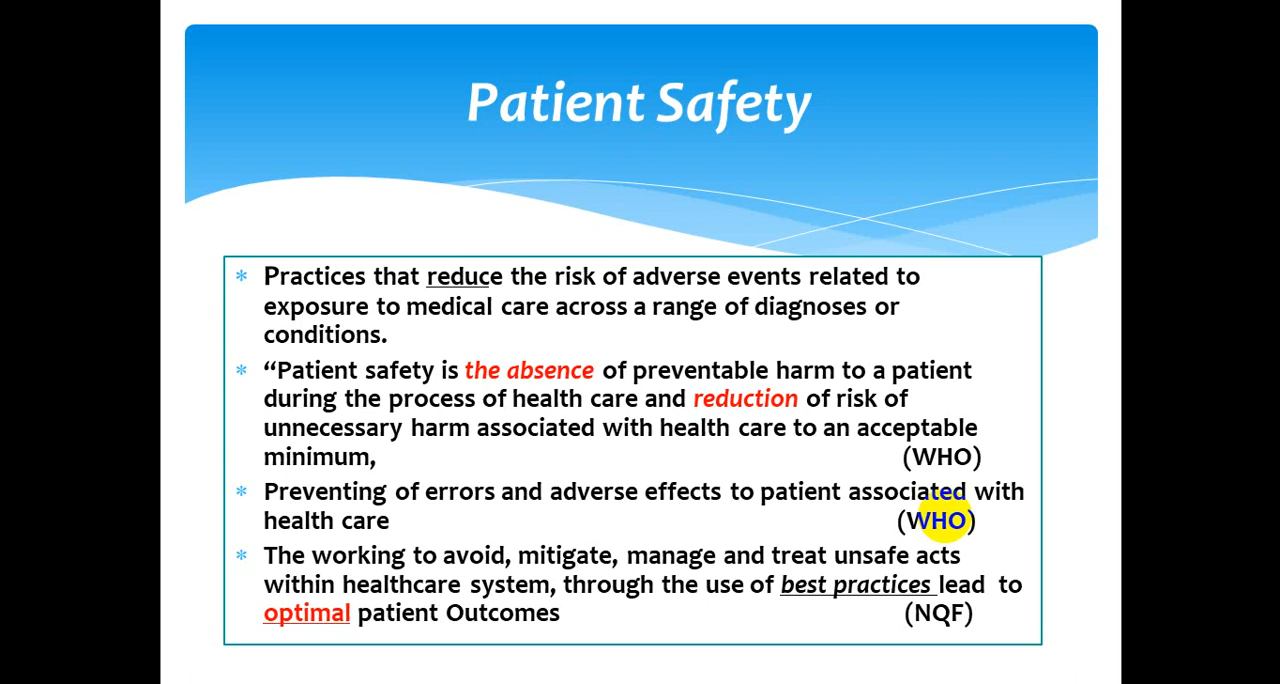 Patient Safety
* Practices that reduce the risk of adverse events related to
exposure to medical care across a range of diagnoses or
conditions.
* “Patient safety is the absence of preventable harm to a patient
during the process of health care and reduction of risk of
unnecessary harm associated with health care to an acceptable
minimum, (WHO)
* Preventing of errors and adverse effects to patient associated with
health care (WHO)
* The working to avoid, mitigate, manage and treat unsafe acts
within healthcare system, through the use of best practices lead to
optimal patient Outcomes (NQF)